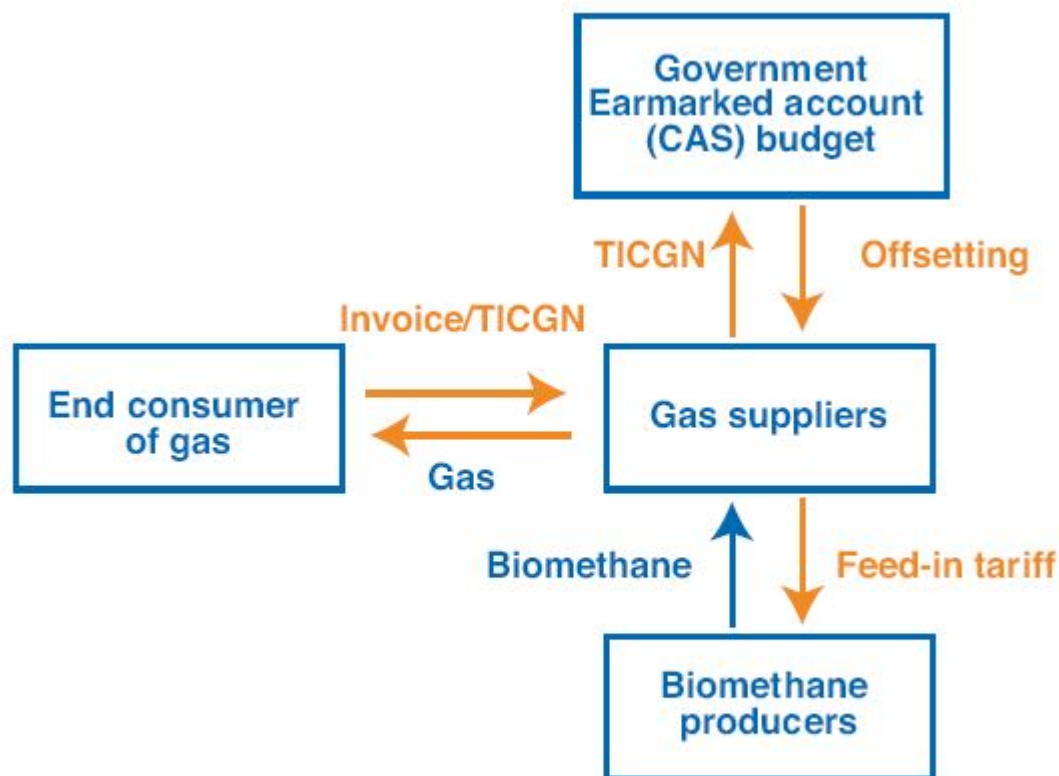 Government
Earmarked account
(CAS) budget
TICGN
Offsetting
Invoice/TICGN
End consumer
of gas
Gas suppliers
Gas
Biomethane
Feed-in tariff
Biomethane
producers